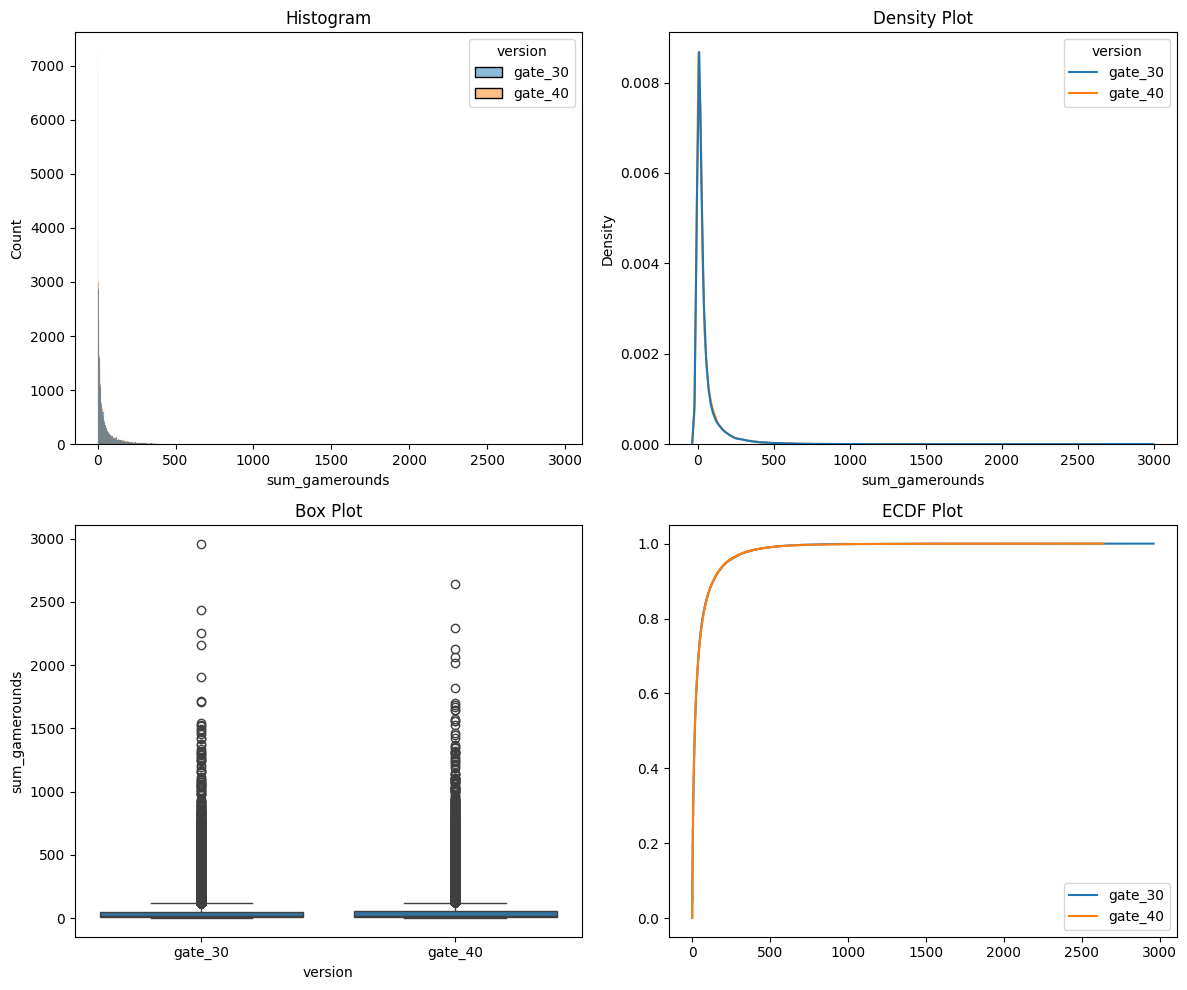 Histogram
7000
6000
5000
4000
3000
2000
1000
0
Count
0 500 1000 1500 2000 2500 3000
sum_gamerounds
version
gate_30
gate_40
Density Plot
0.008
0.006
0.004
0.002
0.000
Density
0 500 1000 1500 2000 2500 3000
sum_gamerounds
version
gate_30
gate_40
Box Plot
3000
2500
2000
1500
1000
500
0
sum_gamerounds
gate_30 gate_40
version
ECDF Plot
1.0
0.8
0.6
0.4
0.2
0.0
0 500 1000 1500 2000 2500 3000
gate_30
gate_40